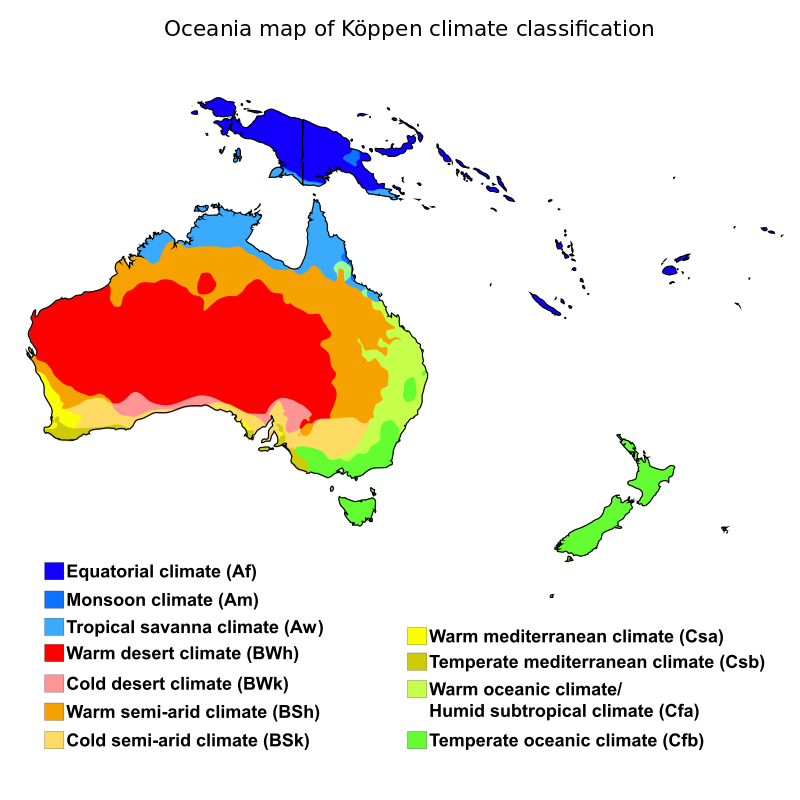 Oceania map of Köppen climate classification
Equatorial climate (Af)
Monsoon climate (Am)
Tropical savanna climate (Aw)
Warm desert climate (BWh)
Cold desert climate (BWk)
Warm semi-arid climate (BSh)
Cold semi-arid climate (BSk)
Warm mediterranean climate (Csa)
Temperate mediterranean climate (Csb)
Warm oceanic climate/
Humid subtropical climate (Cfa)
Temperate oceanic climate (Cfb)